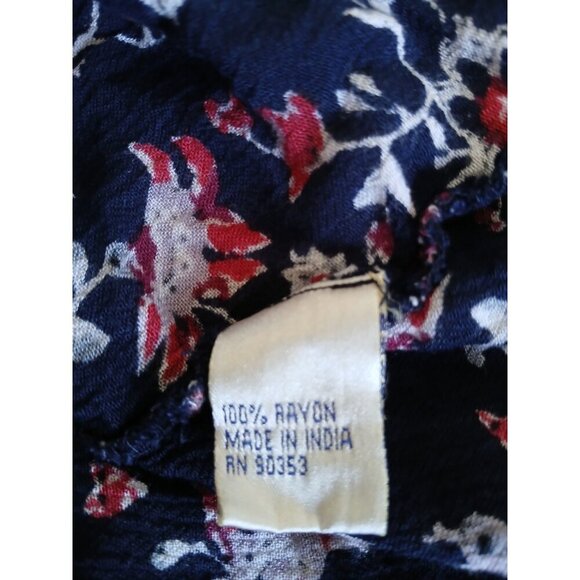 100% RAYON
MADE IN INDIA
RN 90353